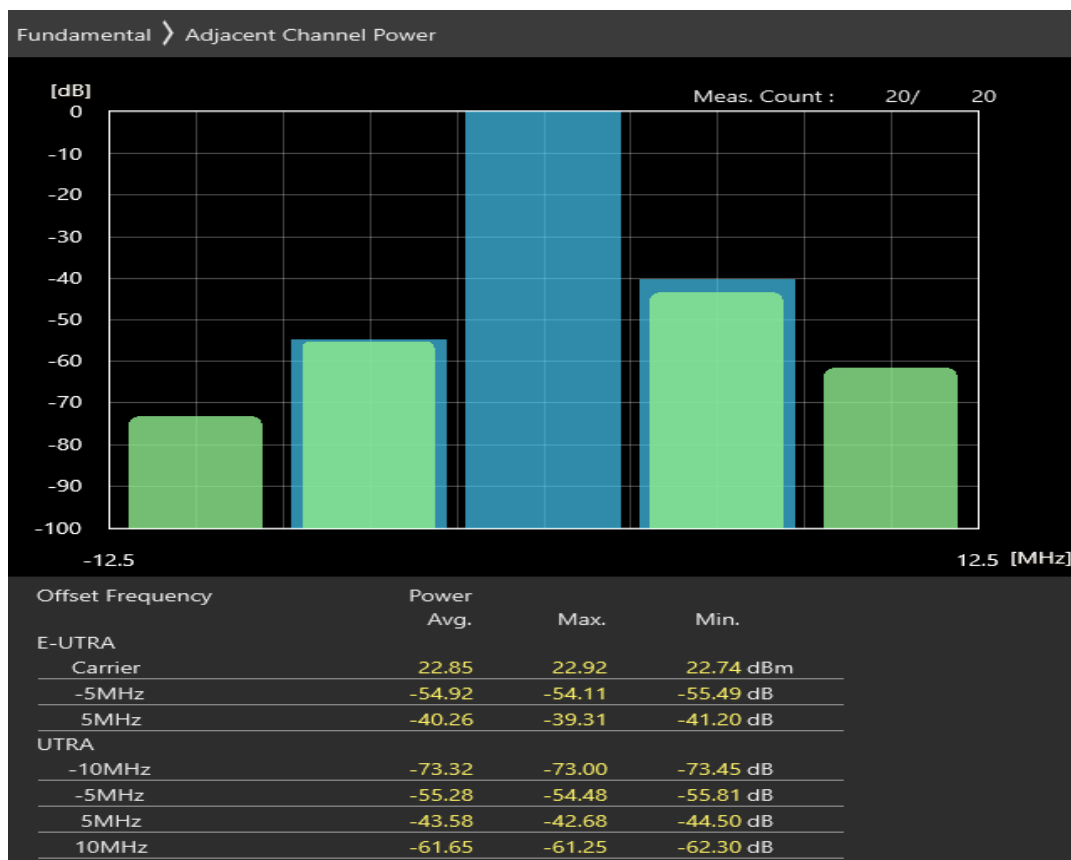 Fundamental 〉 Adjacent Channel Power
[dB]
Meas. Count : 20/ 20
0
-10
-20
-30
-40
-50
-60
-70
-80
-90
-100
-12.5 12.5 [MHz]
Offset Frequency Power
Avg. Max. Min.
E-UTRA
Carrier 22.85 22.92 22.74 dBm
-5MHz -54.92 -54.11 -55.49 dB
5MHz -40.26 -39.31 -41.20 dB
UTRA
-10MHz -73.32 -73.00 -73.45 dB
-5MHz -55.28 -54.48 -55.81 dB
5MHz -43.58 -42.68 -44.50 dB
10MHz -61.65 -61.25 -62.30 dB